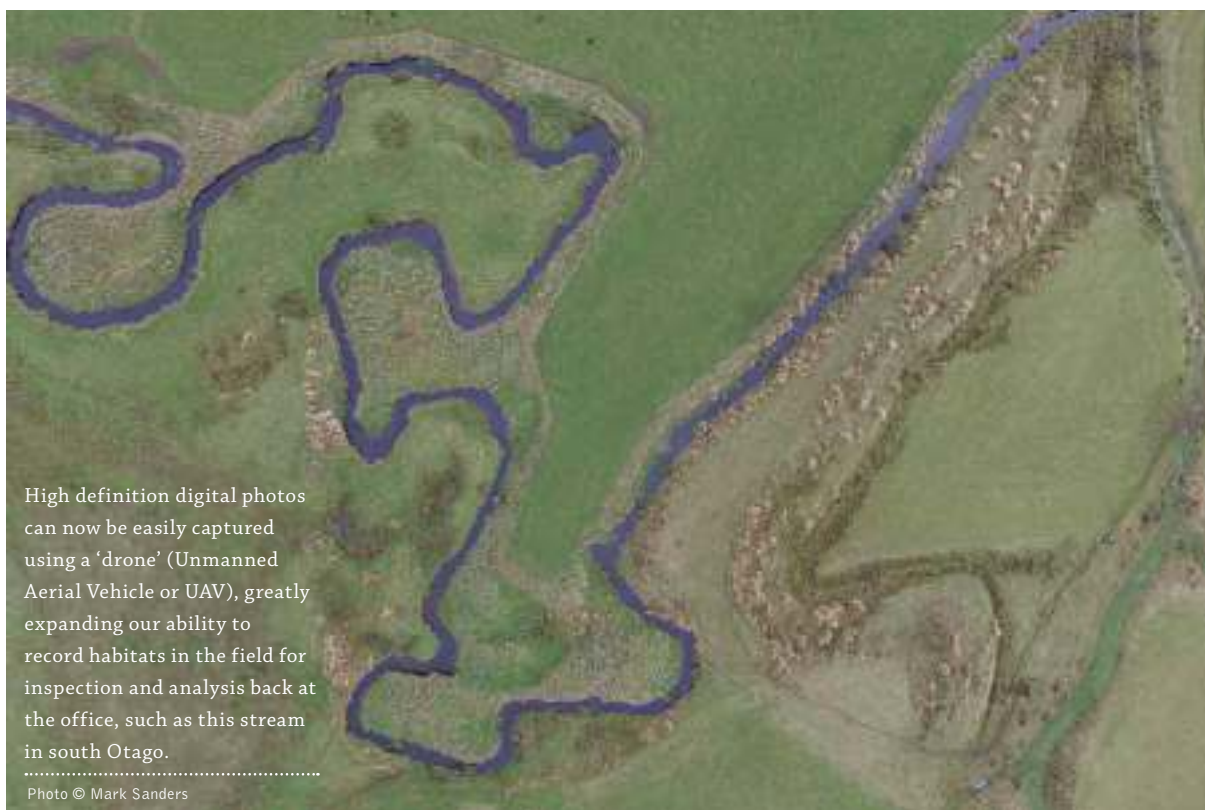 High definition digital photos
can now be easily captured
using a ‘drone’ (Unmanned
Aerial Vehicle or UAV), greatly
expanding our ability to
record habitats in the field for
inspection and analysis back at
the office, such as this stream
in south Otago.
Photo © Mark Sanders